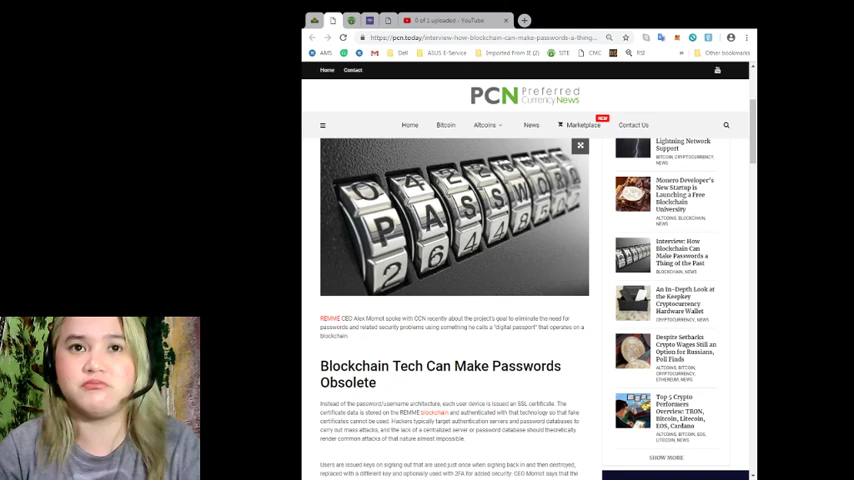 0 of 1 uploaded - YouTube
https://pcn.today/interview-how-blockchain-can-make-passwords-a-thing...
AMS
Dell
ASUS E-Service
Imported From IE (2)
SITE
CMC
RSI
Other bookmarks
Home
Contact
PCN Preferred
Currency News
Home
Bitcoin
Altcoins
News
Marketplace
NEW
Contact Us
0 4 2 2
PASSWORD
2 6 4 4 8 5 0
REMME CEO Alex Momot spoke with CCN recently about the project's goal to eliminate the need for
passwords and related security problems using something he calls a "digital passport" that operates on a
blockchain.
Blockchain Tech Can Make Passwords
Obsolete
Instead of the password/username architecture, each user device is issued an SSL certificate. The
certificate data is stored on the REMME blockchain and authenticated with that technology so that fake
certificates cannot be used. Hackers typically target authentication servers and password databases to
carry out mass attacks, and the lack of a centralized server or password database should theoretically
render common attacks of that nature almost impossible.
Users are issued keys on signing out that are used just once when signing back in and then destroyed,
replaced with a different key and optionally used with 2FA for added security. CEO Momot says that the
Lightning Network
Support
BITCOIN, CRYPTOCURRENCY,
NEWS
Monero Developer's
New Startup is
Launching a Free
Blockchain
University
ALTCOINS, BLOCKCHAIN,
NEWS
Interview: How
Blockchain Can
Make Passwords a
Thing of the Past
BLOCKCHAIN, NEWS
An In-Depth Look at
the Keepkey
Cryptocurrency
Hardware Wallet
CRYPTOCURRENCY, NEWS
Despite Setbacks
Crypto Wages Still an
Option for Russians,
Poll Finds
ALTCOINS, BITCOIN,
CRYPTOCURRENCY,
ETHEREUM, NEWS
Top 5 Crypto
Performers
Overview: TRON,
Bitcoin, Litecoin,
EOS, Cardano
ALTCOINS, BITCOIN, EOS,
LITECOIN, NEWS
SHOW MORE